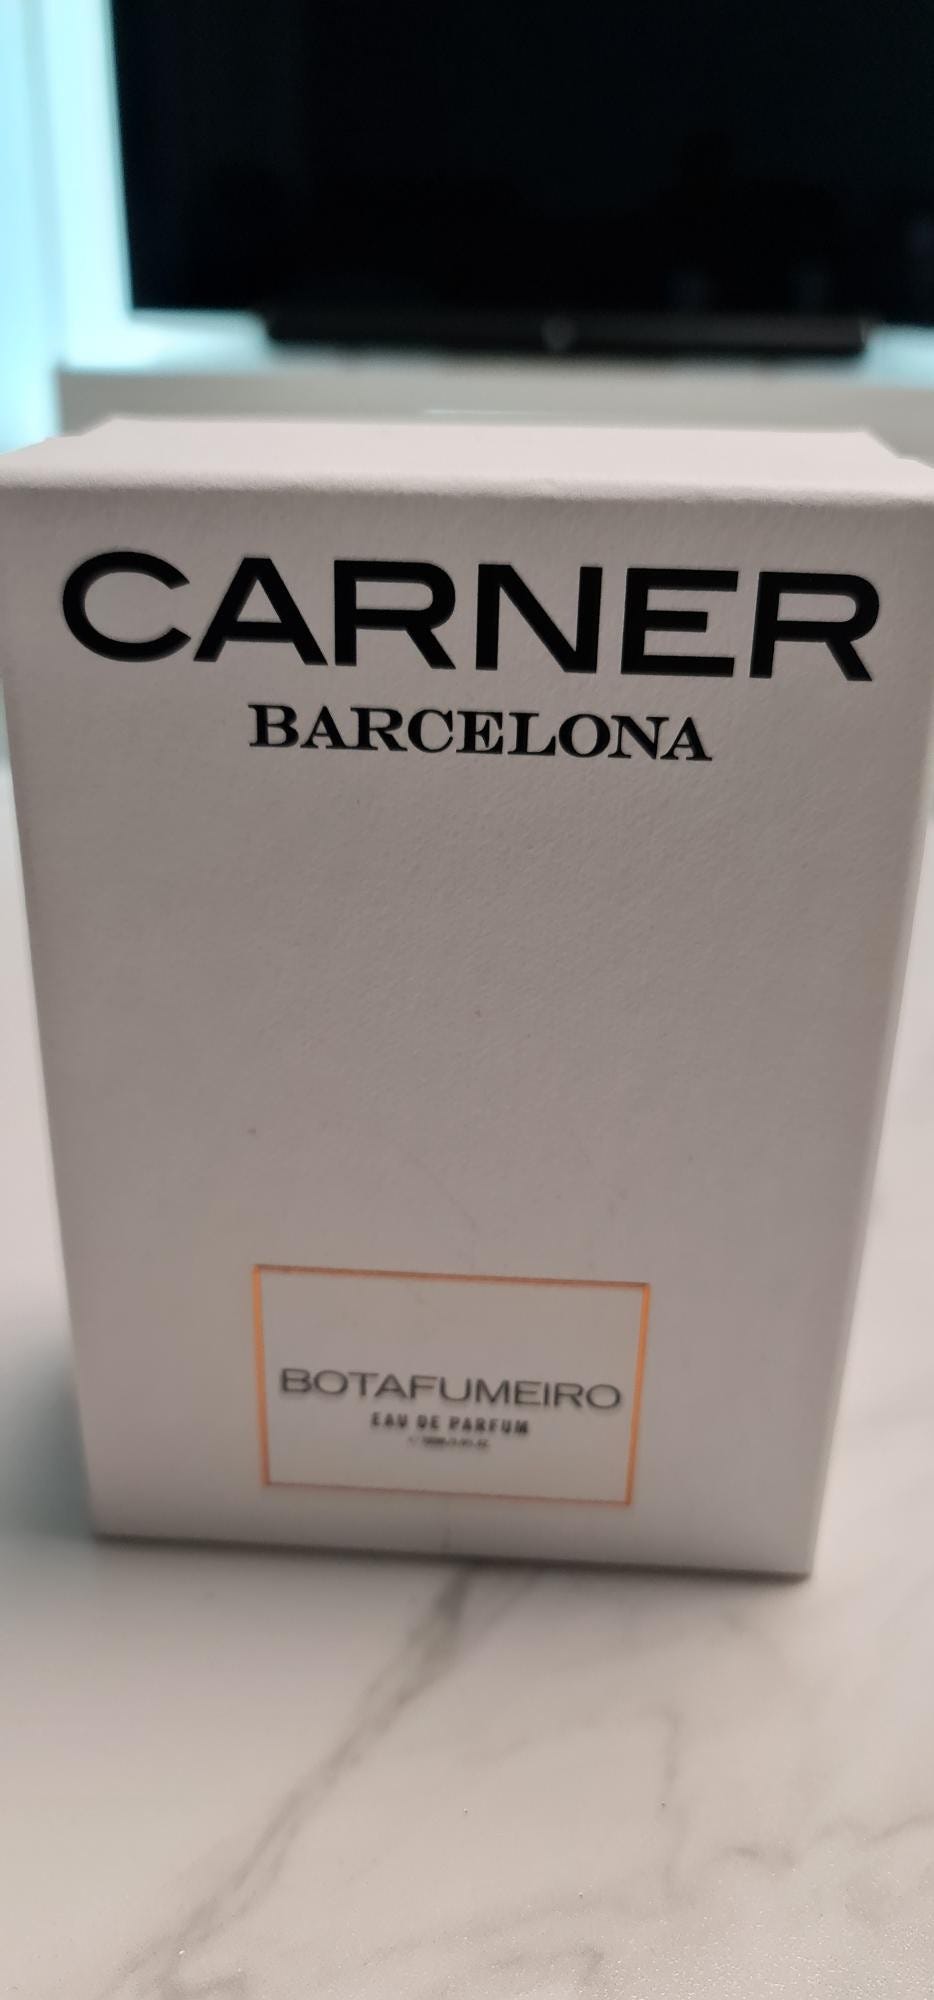 CARNER
BARCELONA
BOTAFUMEIRO
EAU DE PARFUM